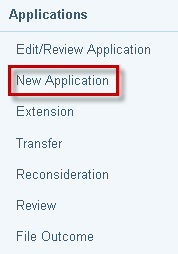 Applications
Edit/Review Application
New Application
Extension
Transfer
Reconsideration
Review
File Outcome